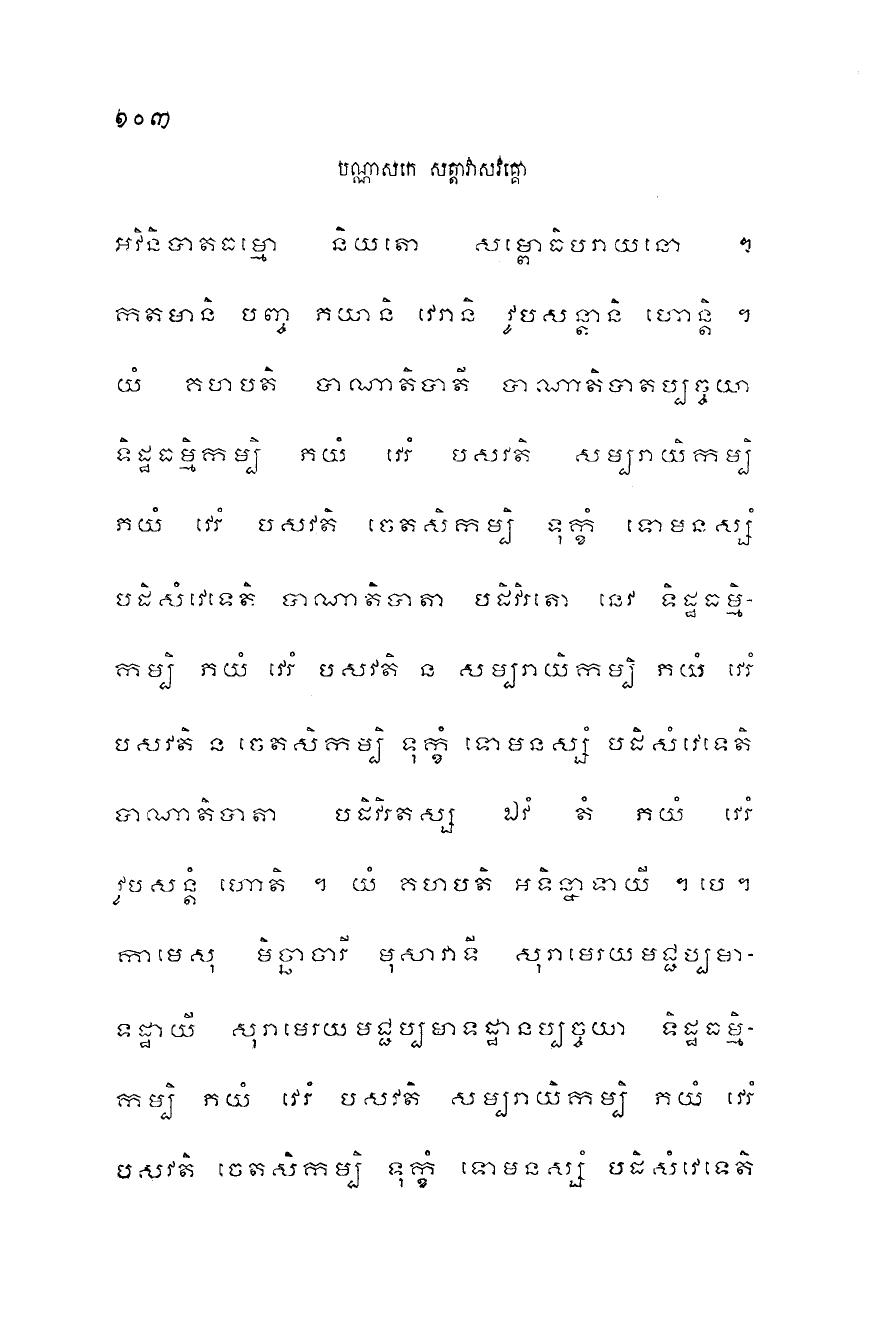 ១០៣
បណ្ណាសកេ សត្តាវាសវគ្គោ
អវិនិបាតធម្មោ និយតោ សម្ពោធិបរាយនោ ។
កតមានិ បញ្ច ភយានិ វេរានិ វូបសន្តានិ ហោន្តិ ។
យំ គហបតិ បាណាតិបាតី បាណាតិបាតប្បច្ចយា
ទិដ្ឋធម្មិកម្បិ ភយំ វេរំ បសវតិ សម្បរាយិកម្បិ
ភយំ វេរំ បសវតិ ចេតសិកម្បិ ទុក្ខំ ទោមនស្សំ
បដិសំវេទេតិ បាណាតិបាតា បដិវិរតោ នេវ ទិដ្ឋធម្មិ-
កម្បិ ភយំ វេរំ បសវតិ ន សម្បរាយិកម្បិ ភយំ វេរំ
បសវតិ ន ចេតសិកម្បិ ទុក្ខំ ទោមនស្សំ បដិសំវេទេតិ
បាណាតិបាតា បដិវិរតស្ស ឯវំ តំ ភយំ វេរំ
វូបសន្តំ ហោតិ ។ យំ គហបតិ អទិន្នាទាយី ។ បេ ។
កាមេសុ មិច្ឆាចារី មុសាវាទី សុរាមេរយមជ្ជប្បមា-
ទដ្ឋាយី សុរាមេរយមជ្ជប្បមាទដ្ឋានប្បច្ចយា ទិដ្ឋធម្មិ-
កម្បិ ភយំ វេរំ បសវតិ សម្បរាយិកម្បិ ភយំ វេរំ
បសវតិ ចេតសិកម្បិ ទុក្ខំ ទោមនស្សំ បដិសំវេទេតិ